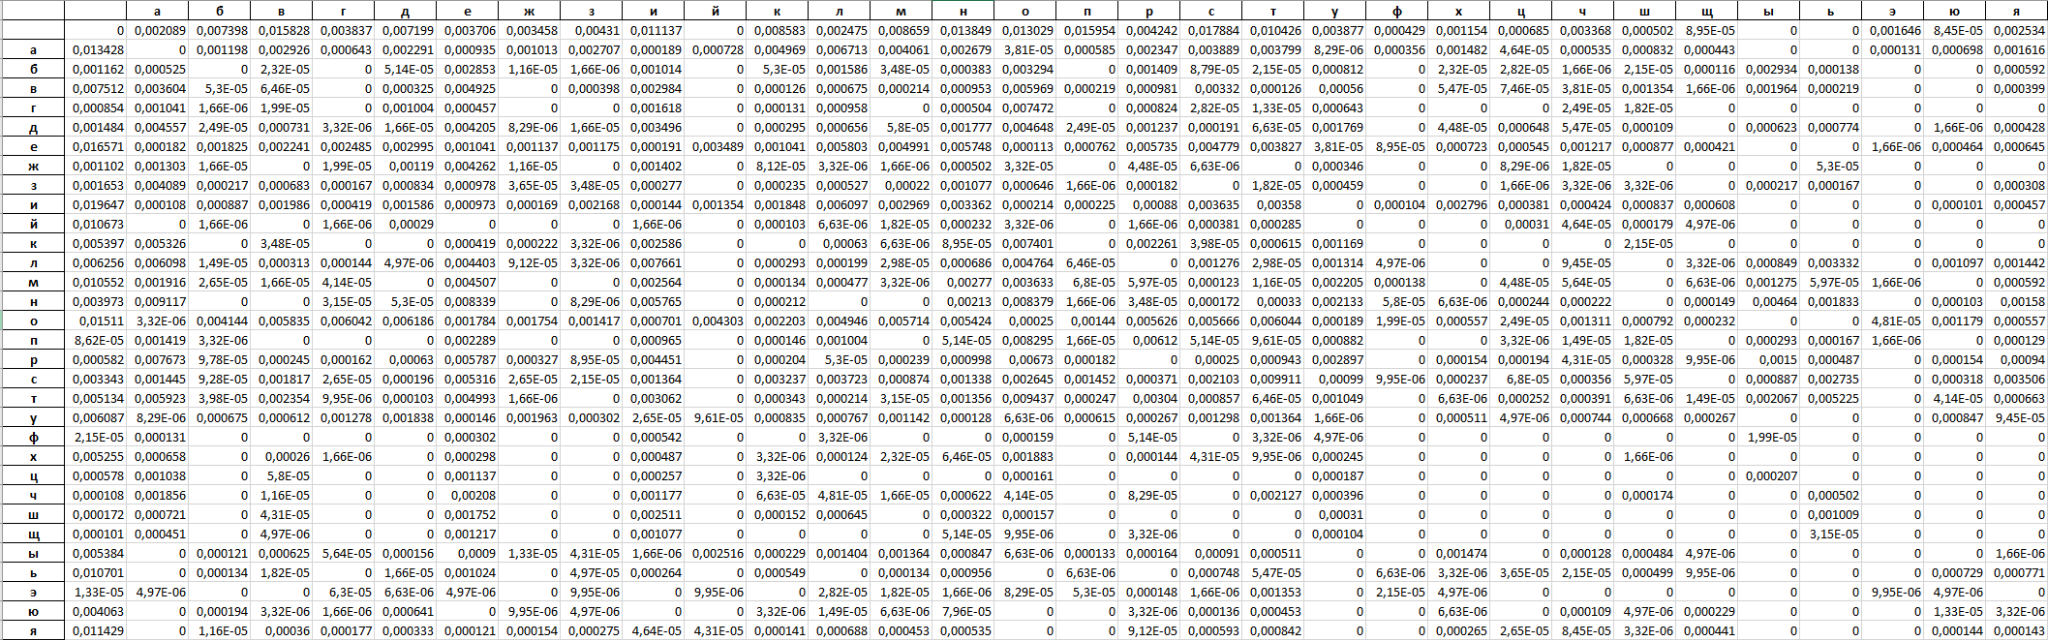 а б в г д е ж з и й к л м н о п р с т у ф х ц ч ш щ ы ь э ю я
0 0,002089 0,007398 0,015828 0,003837 0,007199 0,003706 0,003458 0,00431 0,011137 0 0,008583 0,002475 0,008659 0,013849 0,013029 0,015954 0,004242 0,017884 0,010426 0,003877 0,000429 0,001154 0,000685 0,003368 0,000502 8,95E-05 0 0 0,001646 8,45E-05 0,002534
а 0,013428 0 0,001198 0,002926 0,000643 0,002291 0,000935 0,001013 0,002707 0,000189 0,000728 0,004969 0,006713 0,004061 0,002679 3,81E-05 0,000585 0,002347 0,003889 0,003799 8,29E-06 0,000356 0,001482 4,64E-05 0,000535 0,000832 0,000443 0 0 0,000131 0,000698 0,001616
б 0,001162 0,000525 0 2,32E-05 0 5,14E-05 0,002853 1,16E-05 1,66E-06 0,001014 0 5,3E-05 0,001586 3,48E-05 0,000383 0,003294 0 0,001409 8,79E-05 2,15E-05 0,000812 0 2,32E-05 2,82E-05 1,66E-06 2,15E-05 0,000116 0,002934 0,000138 0 0 0,000592
в 0,007512 0,003604 5,3E-05 6,46E-05 0 0,000325 0,004925 0 0,000398 0,002984 0 0,000126 0,000675 0,000214 0,000953 0,005969 0,000219 0,000981 0,00332 0,000126 0,00056 0 5,47E-05 7,46E-05 3,81E-05 0,001354 1,66E-06 0,001964 0,000219 0 0 0,000399
г 0,000854 0,001041 1,66E-06 1,99E-05 0 0,001004 0,000457 0 0 0,001618 0 0,000131 0,000958 0 0,000504 0,007472 0 0,000824 2,82E-05 1,33E-05 0,000643 0 0 0 2,49E-05 1,82E-05 0 0 0 0 0 0
д 0,001484 0,004557 2,49E-05 0,000731 3,32E-06 1,66E-05 0,004205 8,29E-06 1,66E-05 0,003496 0 0,000295 0,000656 5,8E-05 0,001777 0,004648 2,49E-05 0,001237 0,000191 6,63E-05 0,001769 0 4,48E-05 0,000648 5,47E-05 0,000109 0 0,000623 0,000774 0 1,66E-06 0,000428
е 0,016571 0,000182 0,001825 0,002241 0,002485 0,002995 0,001041 0,001137 0,001175 0,000191 0,003489 0,001041 0,005803 0,004991 0,005748 0,000113 0,000762 0,005735 0,004779 0,003827 3,81E-05 8,95E-05 0,000723 0,000545 0,001217 0,000877 0,000421 0 0 1,66E-06 0,000464 0,000645
ж 0,001102 0,001303 1,66E-05 0 1,99E-05 0,00119 0,004262 1,16E-05 0 0,001402 0 8,12E-05 3,32E-06 1,66E-06 0,000502 3,32E-05 0 4,48E-05 6,63E-06 0 0,000346 0 0 8,29E-06 1,82E-05 0 0 0 5,3E-05 0 0 0
з 0,001653 0,004089 0,000217 0,000683 0,000167 0,000834 0,000978 3,65E-05 3,48E-05 0,000277 0 0,000235 0,000527 0,00022 0,001077 0,000646 1,66E-06 0,000182 0 1,82E-05 0,000459 0 0 1,66E-06 3,32E-06 3,32E-06 0 0,000217 0,000167 0 0 0,000308
и 0,019647 0,000108 0,000887 0,001986 0,000419 0,001586 0,000973 0,000169 0,002168 0,000144 0,001354 0,001848 0,006097 0,002969 0,003362 0,000214 0,000225 0,00088 0,003635 0,00358 0 0,000104 0,002796 0,000381 0,000424 0,000837 0,000608 0 0 0 0,000101 0,000457
й 0,010673 0 1,66E-06 0 1,66E-06 0,00029 0 0 0 1,66E-06 0 0,000103 6,63E-06 1,82E-05 0,000232 3,32E-06 0 1,66E-06 0,000381 0,000285 0 0 0 0,00031 4,64E-05 0,000179 4,97E-06 0 0 0 0 0
к 0,005397 0,005326 0 3,48E-05 0 0 0,000419 0,000222 3,32E-06 0,002586 0 0 0,00063 6,63E-06 8,95E-05 0,007401 0 0,002261 3,98E-05 0,000615 0,001169 0 0 0 0 2,15E-05 0 0 0 0 0 0
л 0,006256 0,006098 1,49E-05 0,000313 0,000144 4,97E-06 0,004403 9,12E-05 3,32E-06 0,007661 0 0,000293 0,000199 2,98E-05 0,000686 0,004764 6,46E-05 0 0,001276 2,98E-05 0,001314 4,97E-06 0 0 9,45E-05 0 3,32E-06 0,000849 0,003332 0 0,001097 0,001442
м 0,010552 0,001916 2,65E-05 1,66E-05 4,14E-05 0 0,004507 0 0 0,002564 0 0,000134 0,000477 3,32E-06 0,00277 0,003633 6,8E-05 5,97E-05 0,000123 1,16E-05 0,002205 0,000138 0 4,48E-05 5,64E-05 0 6,63E-06 0,001275 5,97E-05 1,66E-06 0 0,000592
н 0,003973 0,009117 0 0 3,15E-05 5,3E-05 0,008339 0 8,29E-06 0,005765 0 0,000212 0 0 0,00213 0,008379 1,66E-06 3,48E-05 0,000172 0,00033 0,002133 5,8E-05 6,63E-06 0,000244 0,000222 0 0,000149 0,00464 0,001833 0 0,000103 0,00158
о 0,01511 3,32E-06 0,004144 0,005835 0,006042 0,006186 0,001784 0,001754 0,001417 0,000701 0,004303 0,002203 0,004946 0,005714 0,005424 0,00025 0,00144 0,005626 0,005666 0,006044 0,000189 1,99E-05 0,000557 2,49E-05 0,001311 0,000792 0,000232 0 0 4,81E-05 0,001179 0,000557
п 8,62E-05 0,001419 3,32E-06 0 0 0 0,002289 0 0 0,000965 0 0,000146 0,001004 0 5,14E-05 0,008295 1,66E-05 0,00612 5,14E-05 9,61E-05 0,000882 0 0 3,32E-06 1,49E-05 1,82E-05 0 0,000293 0,000167 1,66E-06 0 0,000129
р 0,000582 0,007673 9,78E-05 0,000245 0,000162 0,00063 0,005787 0,000327 8,95E-05 0,004451 0 0,000204 5,3E-05 0,000239 0,000998 0,00673 0,000182 0 0,00025 0,000943 0,002897 0 0,000154 0,000194 4,31E-05 0,000328 9,95E-06 0,0015 0,000487 0 0,000154 0,00094
с 0,003343 0,001445 9,28E-05 0,001817 2,65E-05 0,000196 0,005316 2,65E-05 2,15E-05 0,001364 0 0,003237 0,003723 0,000874 0,001338 0,002645 0,001452 0,000371 0,002103 0,009911 0,00099 9,95E-06 0,000237 6,8E-05 0,000356 5,97E-05 0 0,000887 0,002735 0 0,000318 0,003506
т 0,005134 0,005923 3,98E-05 0,002354 9,95E-06 0,000103 0,004993 1,66E-06 0 0,003062 0 0,000343 0,000214 3,15E-05 0,001356 0,009437 0,000247 0,00304 0,000857 6,46E-05 0,001049 0 6,63E-06 0,000252 0,000391 6,63E-06 1,49E-05 0,002067 0,005225 0 4,14E-05 0,000663
у 0,006087 8,29E-06 0,000675 0,000612 0,001278 0,001838 0,000146 0,001963 0,000302 2,65E-05 9,61E-05 0,000835 0,000767 0,001142 0,000128 6,63E-06 0,000615 0,000267 0,001298 0,001364 1,66E-06 0 0,000511 4,97E-06 0,000744 0,000668 0,000267 0 0 0 0,000847 9,45E-05
ф 2,15E-05 0,000131 0 0 0 0 0,000302 0 0 0,000542 0 0 3,32E-06 0 0 0,000159 0 5,14E-05 0 3,32E-06 4,97E-06 0 0 0 0 0 0 1,99E-05 0 0 0 0
х 0,005255 0,000658 0 0,00026 1,66E-06 0 0,000298 0 0 0,000487 0 3,32E-06 0,000124 2,32E-05 6,46E-05 0,001883 0 0,000144 4,31E-05 9,95E-06 0,000245 0 0 0 0 1,66E-06 0 0 0 0 0 0
ц 0,000578 0,001038 0 5,8E-05 0 0 0,001137 0 0 0,000257 0 3,32E-06 0 0 0 0,000161 0 0 0 0 0,000187 0 0 0 0 0 0 0,000207 0 0 0 0
ч 0,000108 0,001856 0 1,16E-05 0 0 0,00208 0 0 0,001177 0 6,63E-05 4,81E-05 1,66E-05 0,000622 4,14E-05 0 8,29E-05 0 0,002127 0,000396 0 0 0 0 0,000174 0 0 0,000502 0 0 0
ш 0,000172 0,000721 0 4,31E-05 0 0 0,001752 0 0 0,002511 0 0,000152 0,000645 0 0,000322 0,000157 0 0 0 0 0,00031 0 0 0 0 0 0 0 0,001009 0 0 0
щ 0,000101 0,000451 0 4,97E-06 0 0 0,001217 0 0 0,001077 0 0 0 0 5,14E-05 9,95E-06 0 3,32E-06 0 0 0,000104 0 0 0 0 0 0 0 3,15E-05 0 0 0
ы 0,005384 0 0,000121 0,000625 5,64E-05 0,000156 0,0009 1,33E-05 4,31E-05 1,66E-06 0,002516 0,000229 0,001404 0,001364 0,000847 6,63E-06 0,000133 0,000164 0,00091 0,000511 0 0 0,001474 0 0,000128 0,000484 4,97E-06 0 0 0 0 1,66E-06
ь 0,010701 0 0,000134 1,82E-05 0 1,66E-05 0,001024 0 4,97E-05 0,000264 0 0,000549 0 0,000134 0,000956 0 6,63E-06 0 0,000748 5,47E-05 0 6,63E-06 3,32E-06 3,65E-05 2,15E-05 0,000499 9,95E-06 0 0 0 0,000729 0,000771
э 1,33E-05 4,97E-06 0 0 6,3E-05 6,63E-06 4,97E-06 0 9,95E-06 0 9,95E-06 0 2,82E-05 1,82E-05 1,66E-06 8,29E-05 5,3E-05 0,000148 1,66E-06 0,001353 0 2,15E-05 4,97E-06 0 0 0 0 0 0 9,95E-06 4,97E-06 0
ю 0,004063 0 0,000194 3,32E-06 1,66E-06 0,000641 0 9,95E-06 4,97E-06 0 0 3,32E-06 1,49E-05 6,63E-06 7,96E-05 0 0 3,32E-06 0,000136 0,000453 0 0 6,63E-06 0 0,000109 4,97E-06 0,000229 0 0 0 1,33E-05 3,32E-06
я 0,011429 0 1,16E-05 0,00036 0,000177 0,000333 0,000121 0,000154 0,000275 4,64E-05 4,31E-05 0,000141 0,000688 0,000453 0,000535 0 0 9,12E-05 0,000593 0,000842 0 0 0,000265 2,65E-05 8,45E-05 3,32E-06 0,000441 0 0 0 0,000144 0,000143